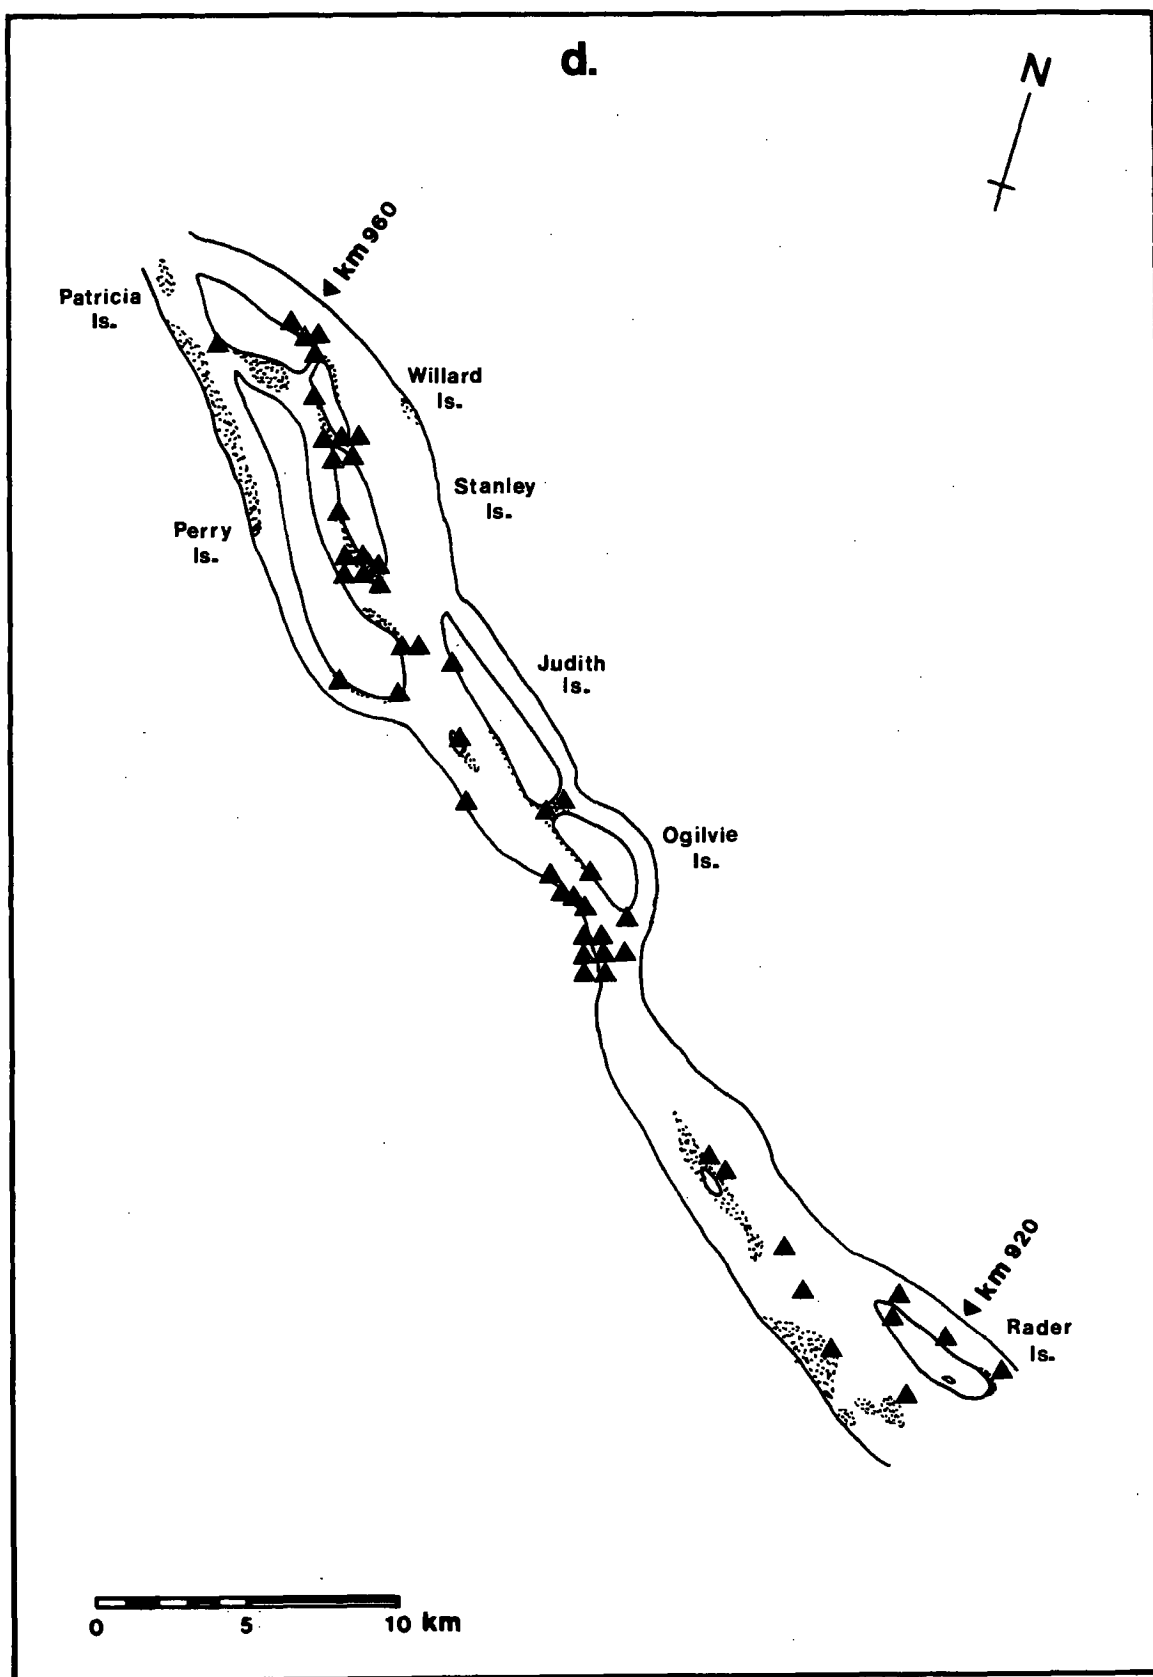 d.
N
km 960
Patricia
Is.
Willard
Is.
Stanley
Is.
Perry
Is.
Judith
Is.
Ogilvie
Is.
km 920
Rader
Is.
0 5 10 km